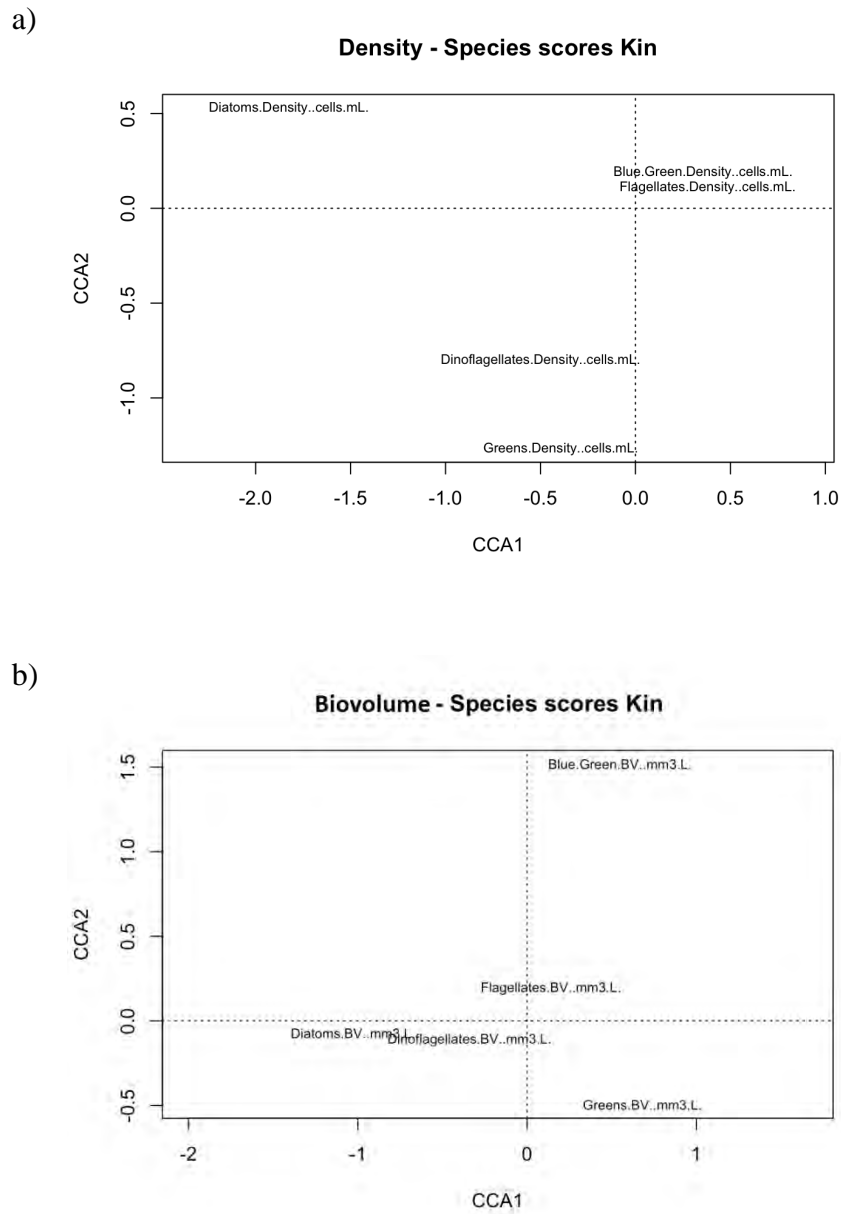 a)
Density - Species scores Kin
0.5
0.0
-0.5
-1.0
CCA2
Diatoms.Density..cells.mL.
Blue.Green.Density..cells.mL.
Flagellates.Density..cells.mL.
Dinoflagellates.Density..cells.mL.
Greens.Density..cells.mL.
-2.0 -1.5 -1.0 -0.5 0.0 0.5 1.0
CCA1
b)
Biovolume - Species scores Kin
1.5
1.0
0.5
0.0
-0.5
CCA2
Blue.Green.BV..mm3.L.
Flagellates.BV..mm3.L.
Diatoms.BV..mm3.L.
Dinoflagellates.BV..mm3.L.
Greens.BV..mm3.L.
-2 -1 0 1
CCA1